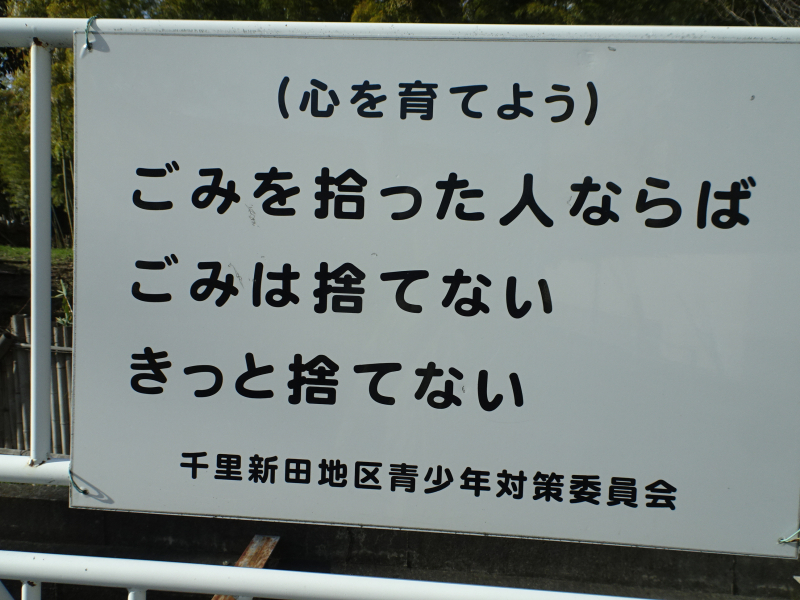 (心を育てよう)
ごみを拾った人ならば
ごみは捨てない
きっと捨てない
千里新田地区青少年対策委員会